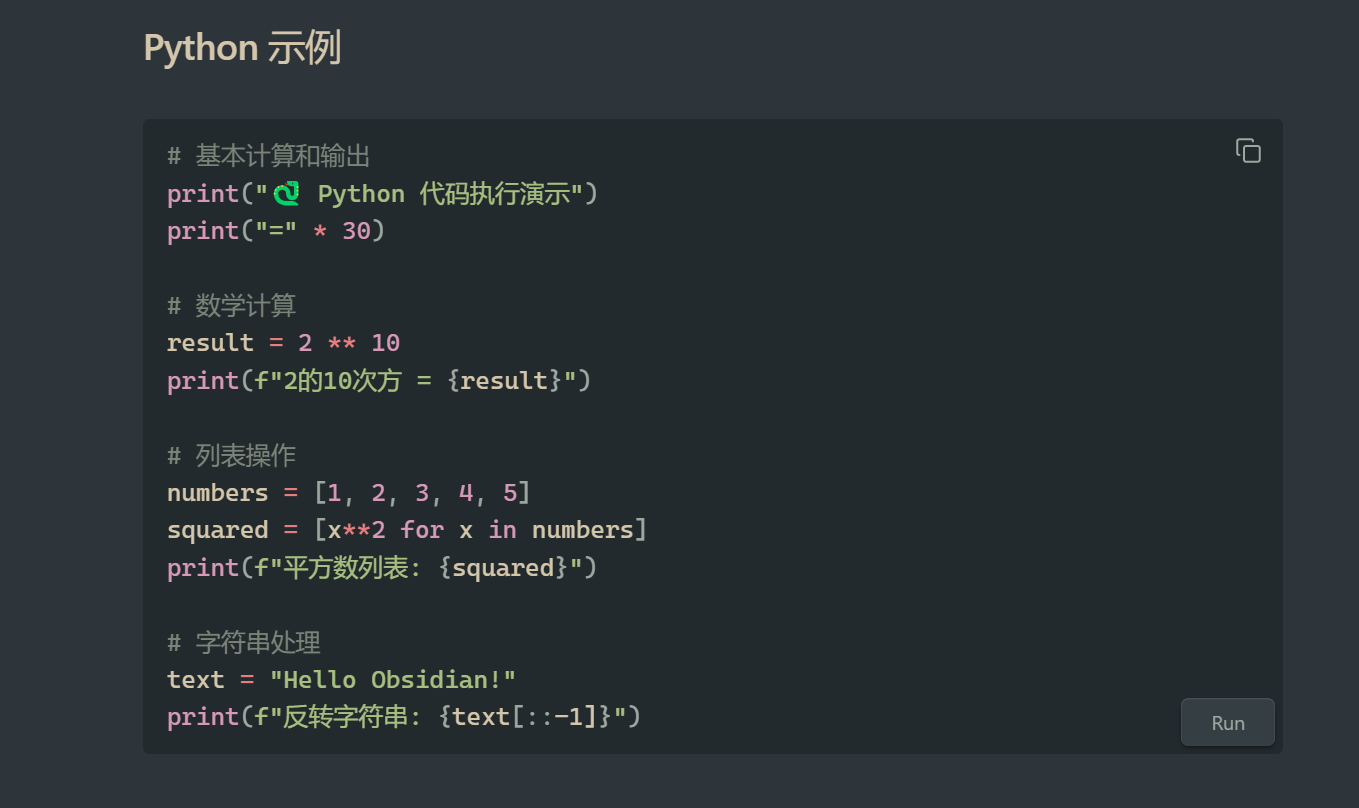 Python 示例
# 基本计算和输出
print("🐍 Python 代码执行演示")
print("=" * 30)
# 数学计算
result = 2 ** 10
print(f"2的10次方 = {result}")
# 列表操作
numbers = [1, 2, 3, 4, 5]
squared = [x**2 for x in numbers]
print(f"平方数列表: {squared}")
# 字符串处理
text = "Hello Obsidian!"
print(f"反转字符串: {text[::-1]}")
Run